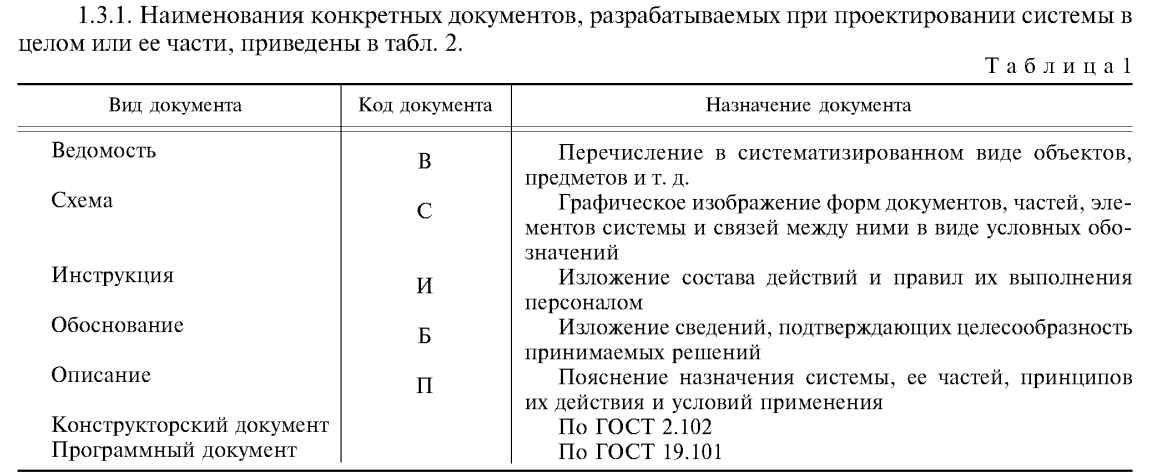 1.3.1. Наименования конкретных документов, разрабатываемых при проектировании системы в
целом или ее части, приведены в табл. 2.
Т а б л и ц а 1
Вид документа Код документа Назначение документа
Ведомость В Перечисление в систематизированном виде объектов,
предметов и т. д.
Схема С Графическое изображение форм документов, частей, эле-
ментов системы и связей между ними в виде условных обо-
значений
Инструкция И Изложение состава действий и правил их выполнения
персоналом
Обоснование Б Изложение сведений, подтверждающих целесообразность
принимаемых решений
Описание П Пояснение назначения системы, ее частей, принципов
их действия и условий применения
Конструкторский документ По ГОСТ 2.102
Программный документ По ГОСТ 19.101